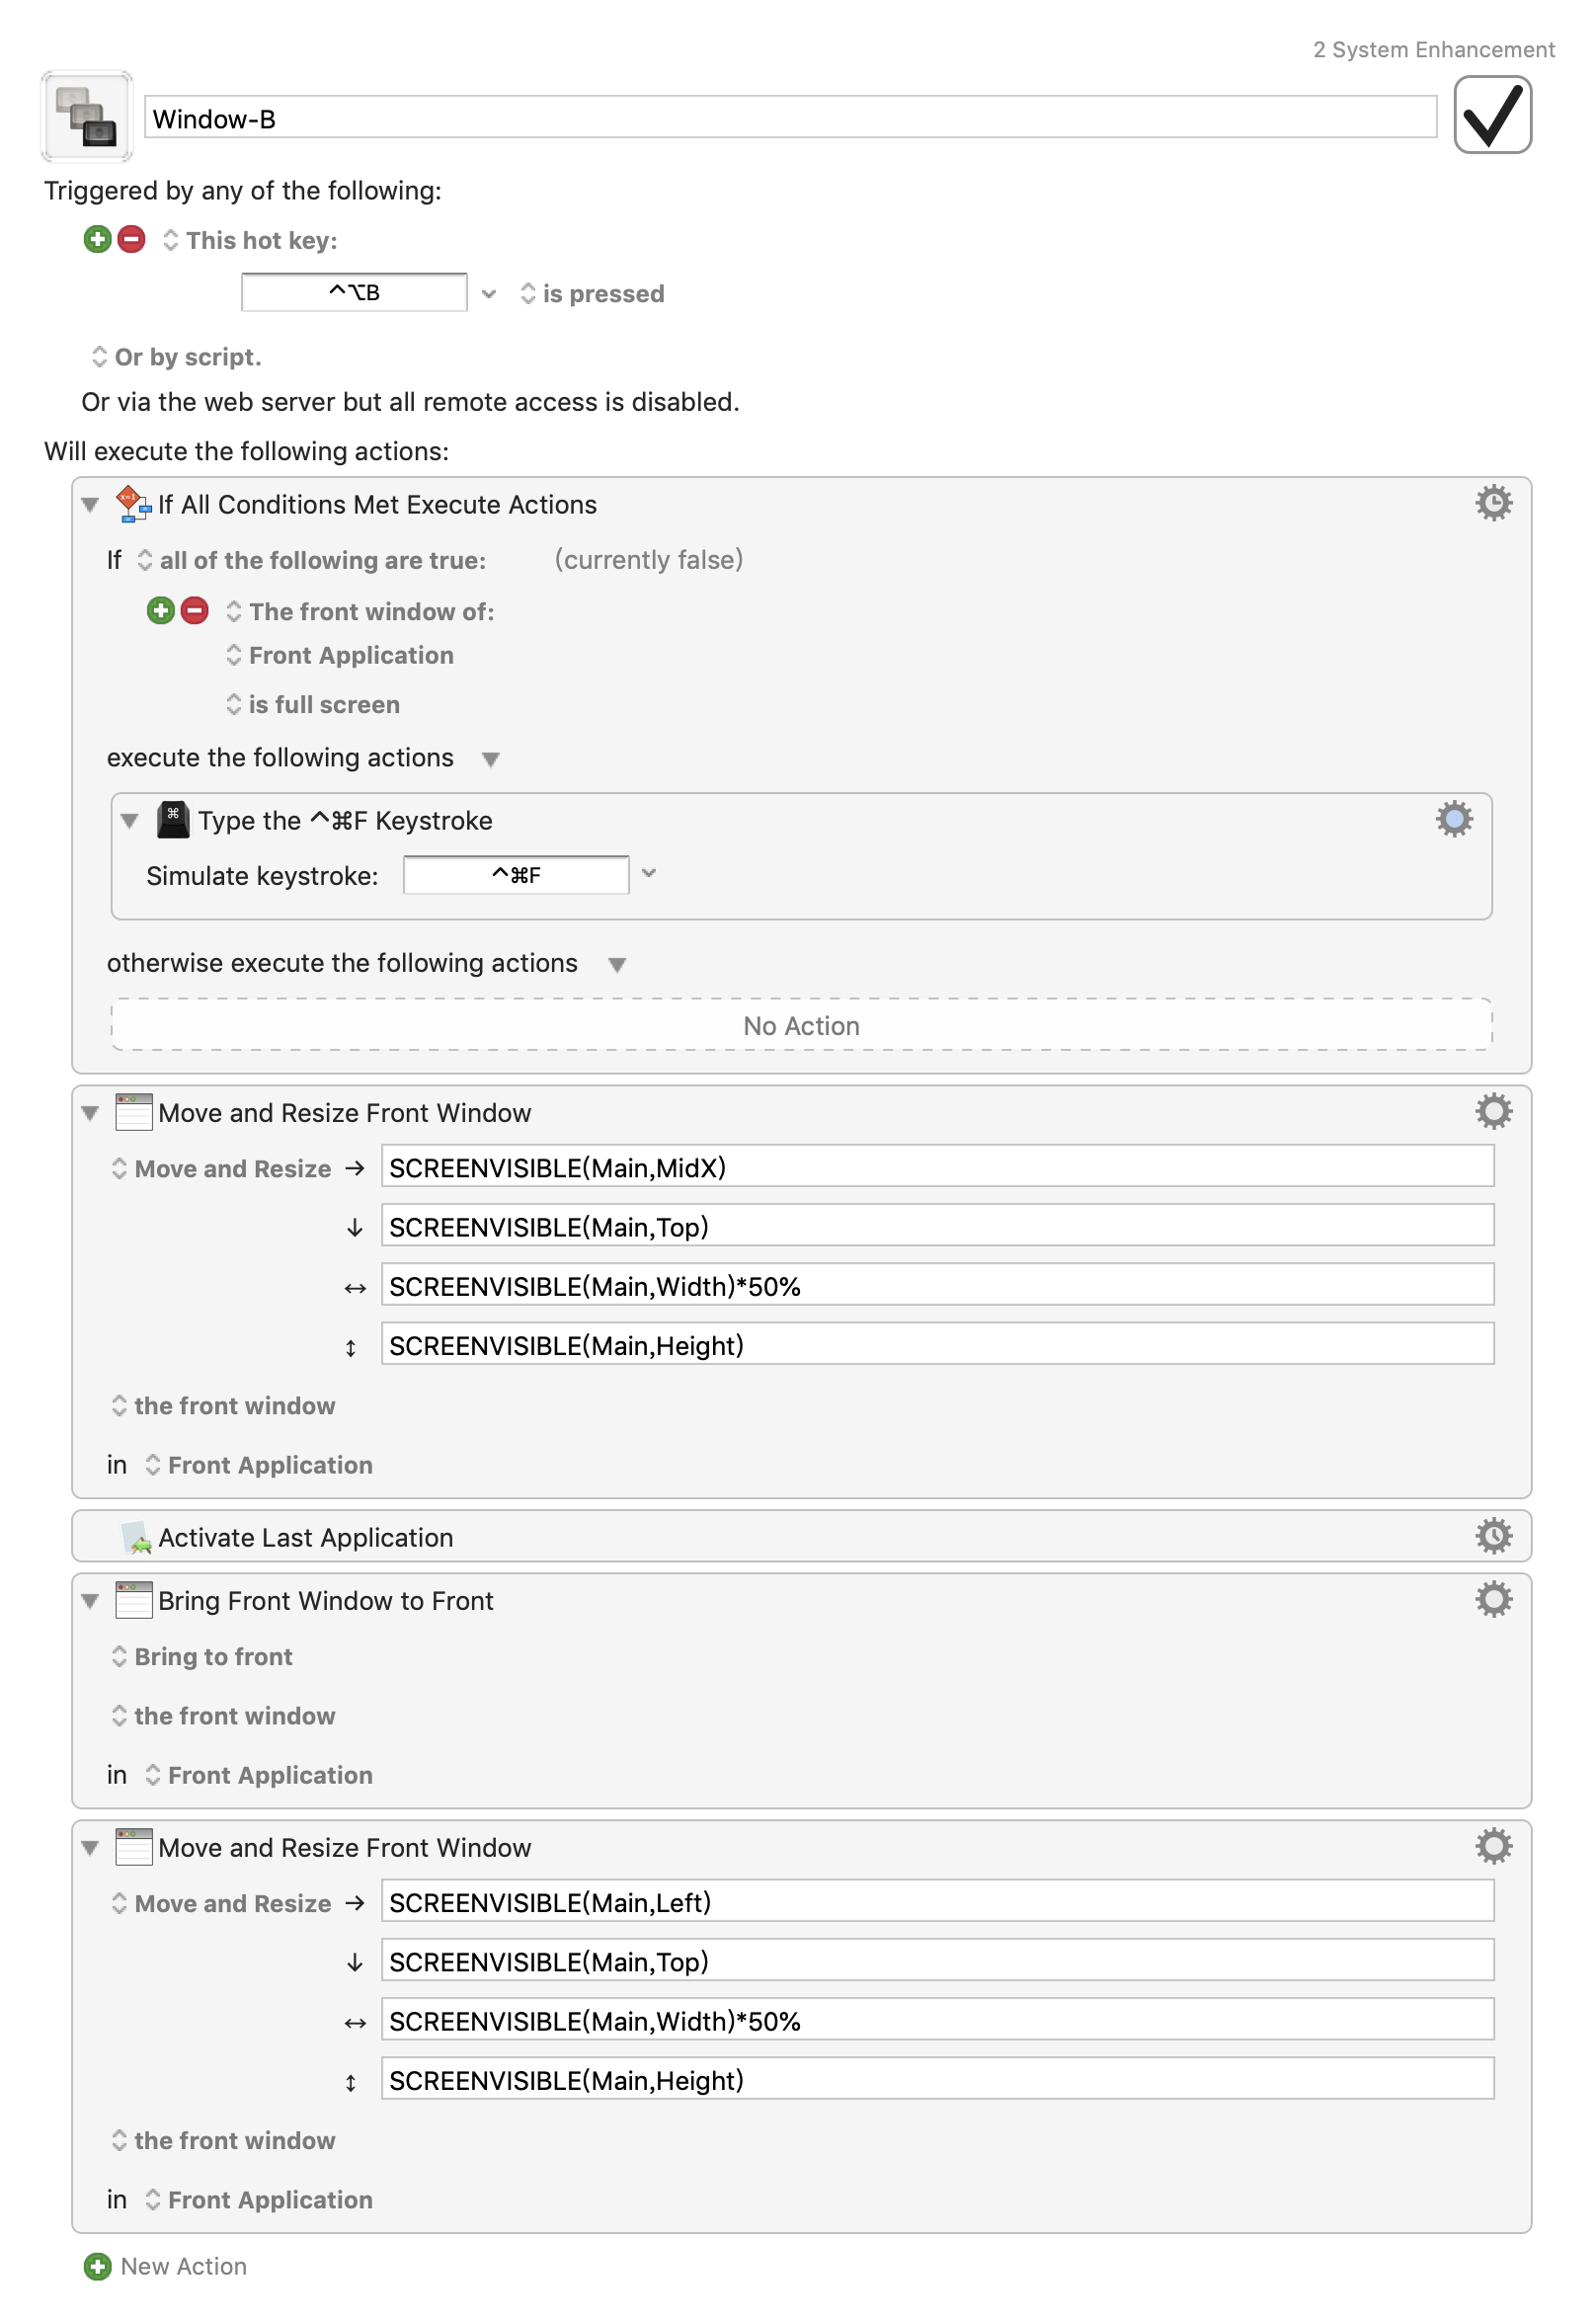 2 System Enhancement
Window-B
Triggered by any of the following:
This hot key:
^⌥B is pressed
Or by script.
Or via the web server but all remote access is disabled.
Will execute the following actions:
If All Conditions Met Execute Actions
If all of the following are true: (currently false)
The front window of:
Front Application
is full screen
execute the following actions
Type the ^⌘F Keystroke
Simulate keystroke: ^⌘F
otherwise execute the following actions
No Action
Move and Resize Front Window
Move and Resize → SCREENVISIBLE(Main,MidX)
↓ SCREENVISIBLE(Main,Top)
↔ SCREENVISIBLE(Main,Width)*50%
↕ SCREENVISIBLE(Main,Height)
the front window
in Front Application
Activate Last Application
Bring Front Window to Front
Bring to front
the front window
in Front Application
Move and Resize Front Window
Move and Resize → SCREENVISIBLE(Main,Left)
↓ SCREENVISIBLE(Main,Top)
↔ SCREENVISIBLE(Main,Width)*50%
↕ SCREENVISIBLE(Main,Height)
the front window
in Front Application
New Action